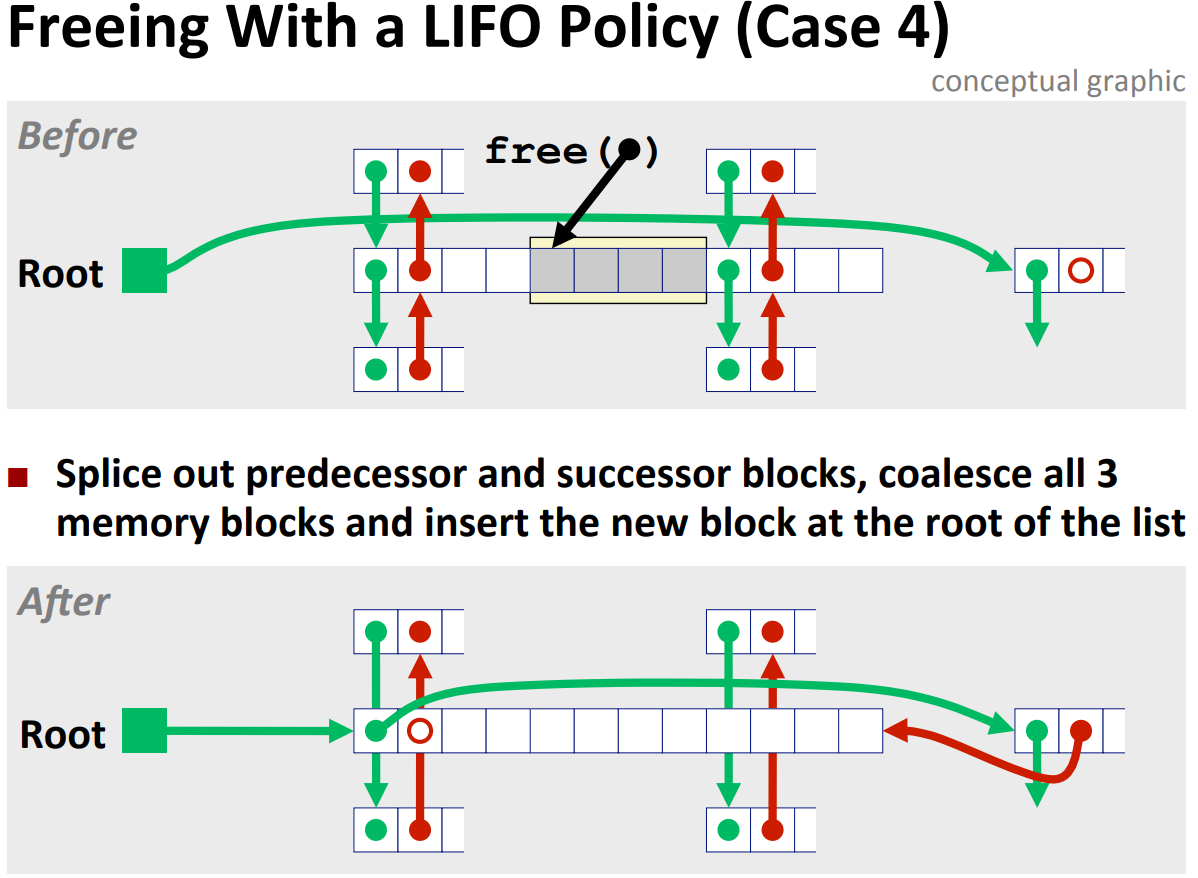 Freeing With a LIFO Policy (Case 4)
conceptual graphic
Before
free( )
Root
Splice out predecessor and successor blocks, coalesce all 3
memory blocks and insert the new block at the root of the list
After
Root